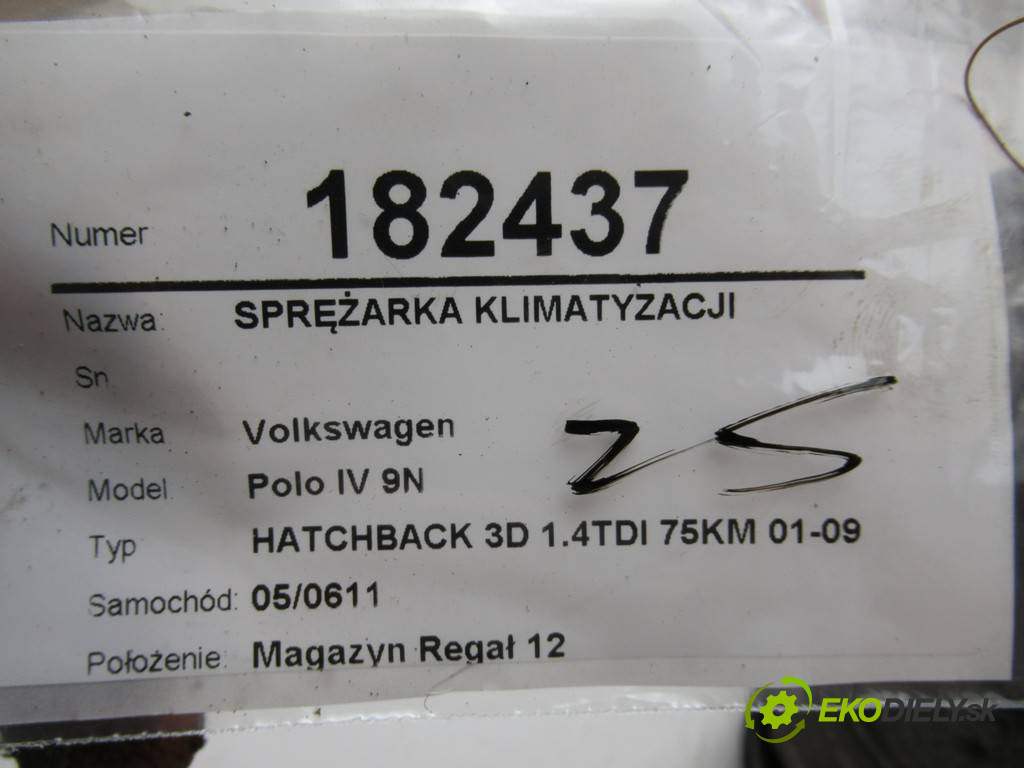 Numer 182437
Nazwa: SPRĘŻARKA KLIMATYZACJI
Sn
Marka Volkswagen
25
Model Polo IV 9N
Typ HATCHBACK 3D 1.4TDI 75KM 01-09
Samochód: 05/0611
Położenie: Magazyn Regał 12
EKODIELY.sk